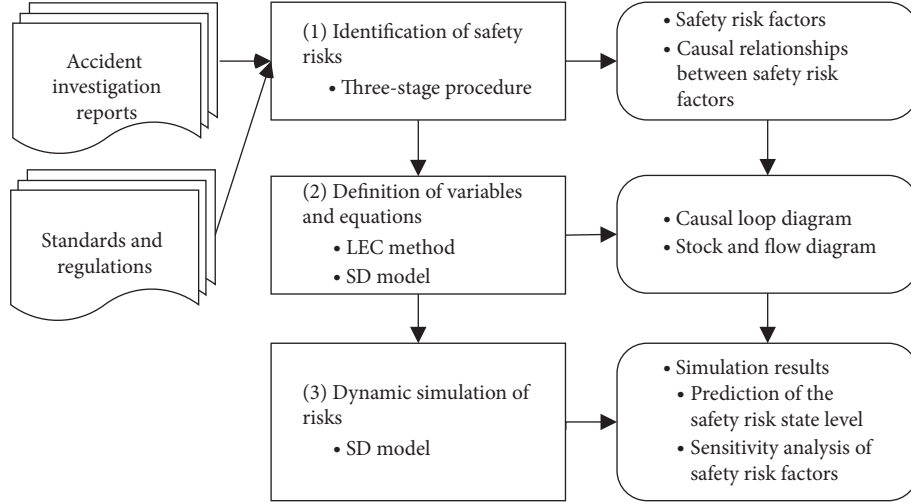 Accident
investigation
reports
Standards and
regulations
(1) Identification of safety
risks
• Three-stage procedure
• Safety risk factors
• Causal relationships
between safety risk
factors
(2) Definition of variables
and equations
• LEC method
• SD model
• Causal loop diagram
• Stock and flow diagram
(3) Dynamic simulation of
risks
• SD model
• Simulation results
• Prediction of the
safety risk state level
• Sensitivity analysis of
safety risk factors